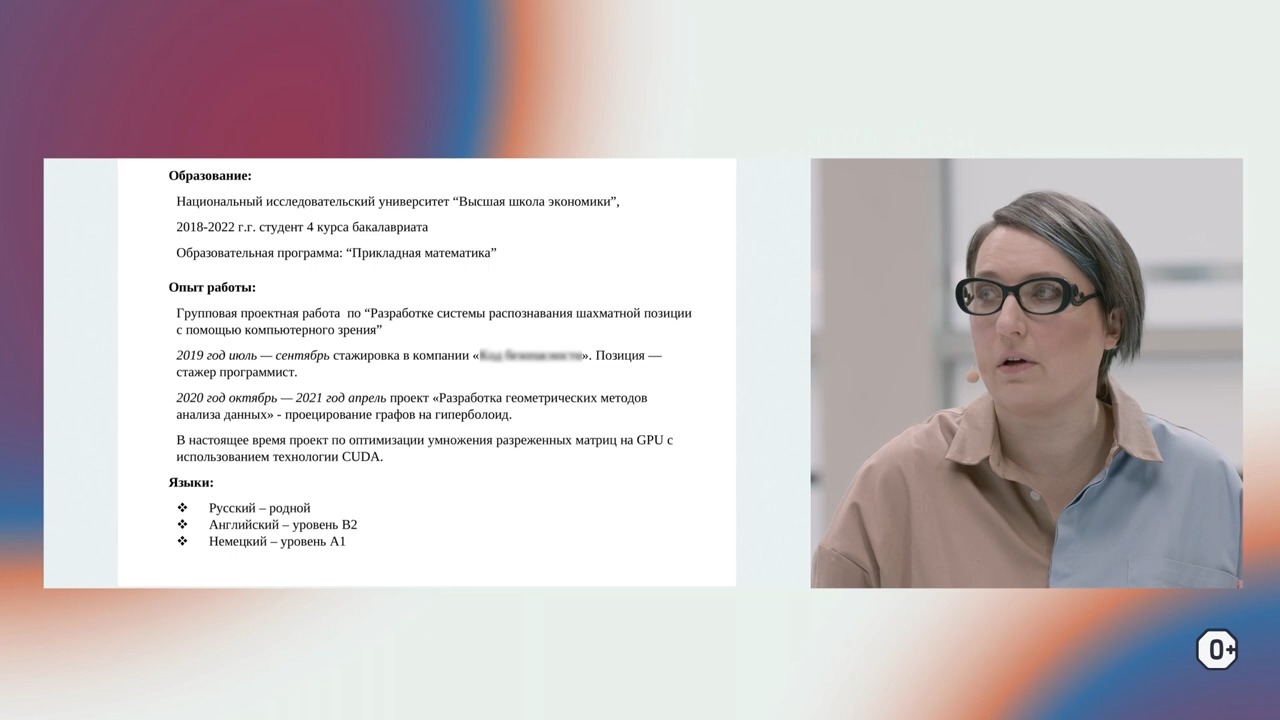 Образование:
Национальный исследовательский университет “Высшая школа экономики”,
2018-2022 г.г. студент 4 курса бакалавриата
Образовательная программа: “Прикладная математика”
Опыт работы:
Групповая проектная работа по “Разработке системы распознавания шахматной позиции
с помощью компьютерного зрения”
2019 год июль — сентябрь стажировка в компании «». Позиция —
стажер программист.
2020 год октябрь — 2021 год апрель проект «Разработка геометрических методов
анализа данных» - проецирование графов на гиперболоид.
В настоящее время проект по оптимизации умножения разреженных матриц на GPU с
использованием технологии CUDA.
Языки:
❖ Русский – родной
❖ Английский – уровень B2
❖ Немецкий – уровень A1
0+